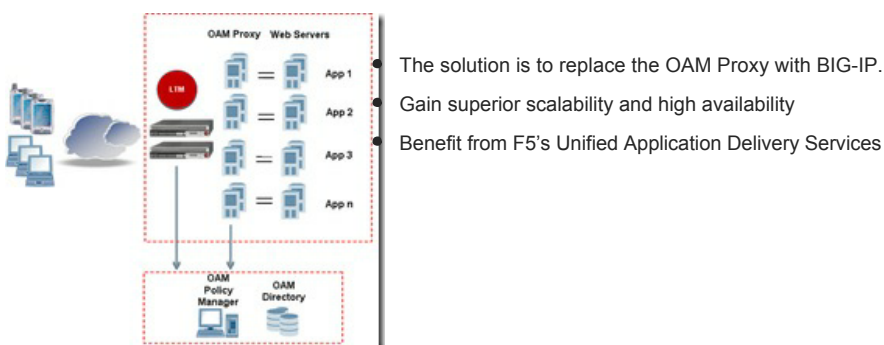 OAM Proxy Web Servers
LTM
App 1
App 2
App 3
App n
OAM
Policy
Manager
OAM
Directory
• The solution is to replace the OAM Proxy with BIG-IP.
• Gain superior scalability and high availability
• Benefit from F5's Unified Application Delivery Services